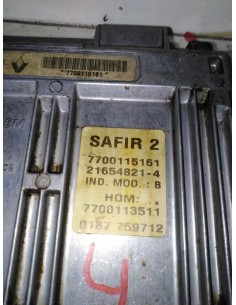 *7700115161*
SAFIR 2
7700115161
21654821-4
IND. MOD. : B
HOM:
7700113511
0187 759712
4